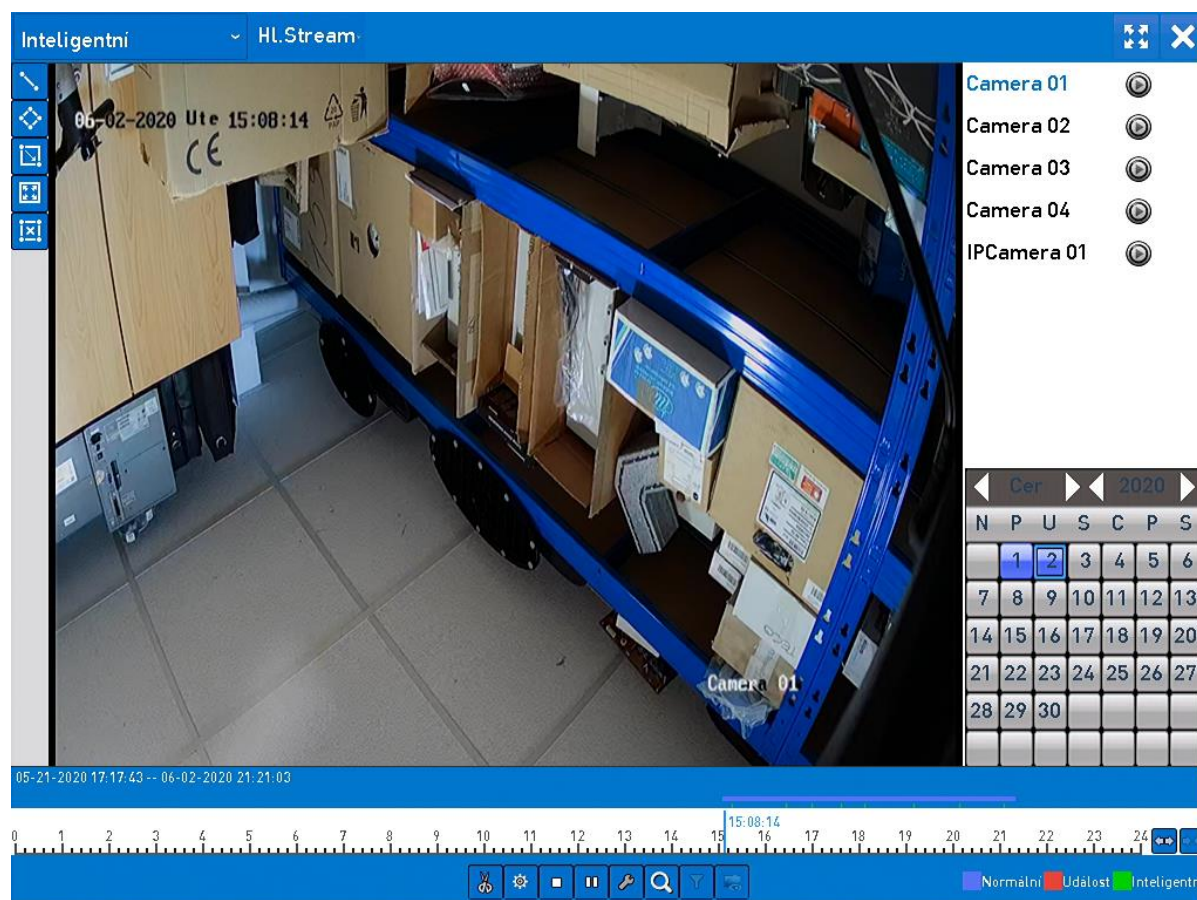 Inteligentní
Hl.Stream
06-02-2020 Ute 15:08:14
PAP
CE
Camera 01
Camera 01
Camera 02
Camera 03
Camera 04
IPCamera 01
Cer 2020
N P U S C P S
1 2 3 4 5 6
7 8 9 10 11 12 13
14 15 16 17 18 19 20
21 22 23 24 25 26 27
28 29 30
05-21-2020 17:17:43 -- 06-02-2020 21:21:03
15:08:14
0 1 2 3 4 5 6 7 8 9 10 11 12 13 14 15 16 17 18 19 20 21 22 23 24
Normální Událost Inteligentn